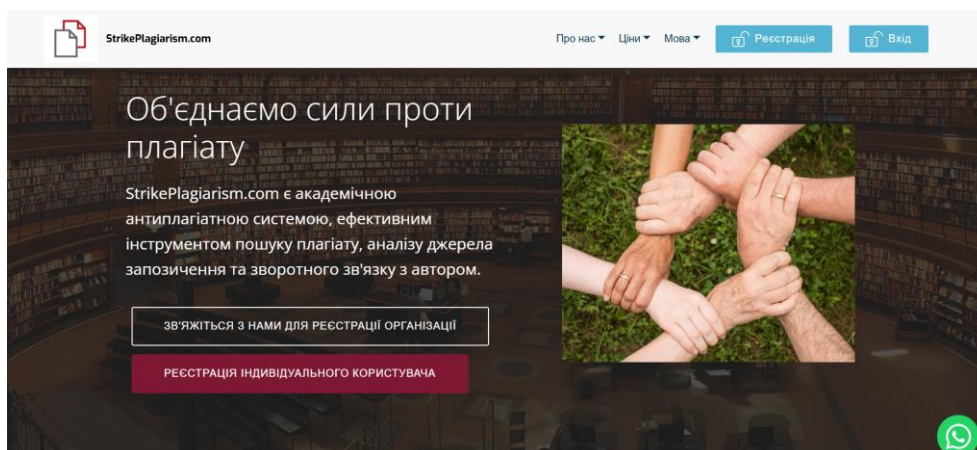 StrikePlagiarism.com
Про нас Ціни Мова Реєстрація Вхід
Об'єднаємо сили проти
плагіату
StrikePlagiarism.com є академічною
антиплагіатною системою, ефективним
інструментом пошуку плагіату, аналізу джерела
запозичення та зворотного зв'язку з автором.
ЗВ'ЯЖІТЬСЯ З НАМИ ДЛЯ РЕЄСТРАЦІЇ ОРГАНІЗАЦІЇ
РЕЄСТРАЦІЯ ІНДИВІДУАЛЬНОГО КОРИСТУВАЧА